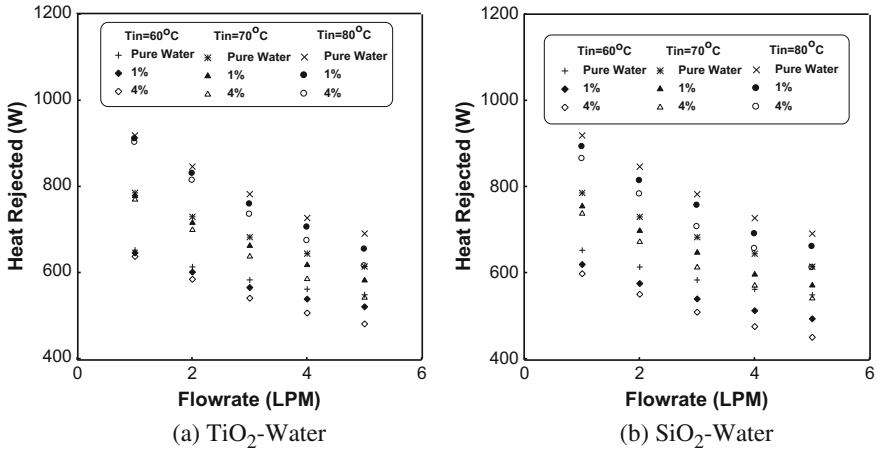 1200
1000
800
600
400
0
2
4
6
Heat Rejected (W)
Flowrate (LPM)
Tin=60°C Tin=70°C Tin=80°C
Pure Water Pure Water Pure Water
1% 1% 1%
4% 4% 4%
(a) TiO₂-Water
1200
1000
800
600
400
0
2
4
6
Heat Rejected (W)
Flowrate (LPM)
Tin=60°C Tin=70°C Tin=80°C
Pure Water Pure Water Pure Water
1% 1% 1%
4% 4% 4%
(b) SiO₂-Water